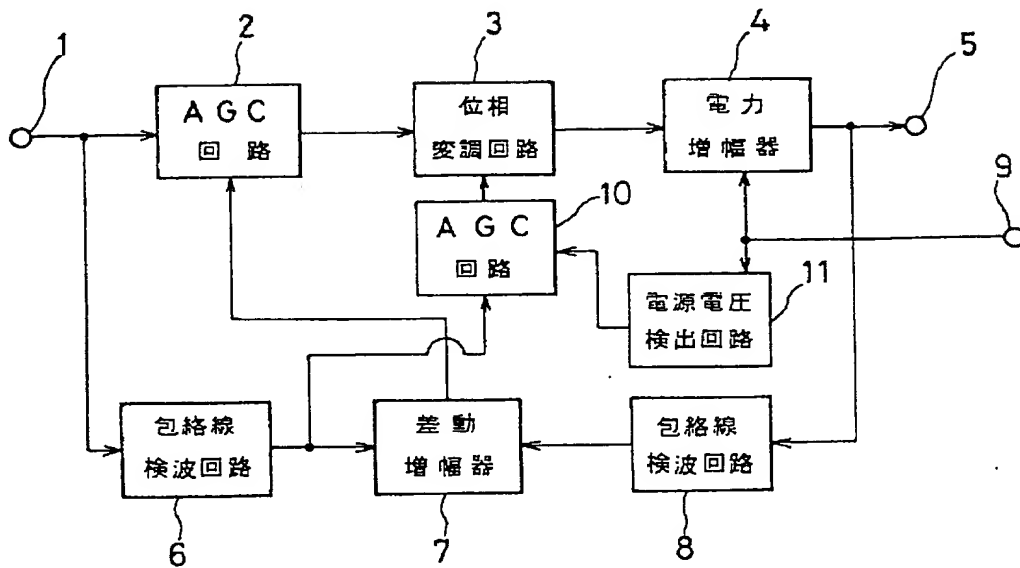 1
2
3
4
5
ＡＧＣ
回路
位相
変調回路
電力
増幅器
9
10
ＡＧＣ
回路
11
電源電圧
検出回路
包絡線
検波回路
差動
増幅器
包絡線
検波回路
6
7
8